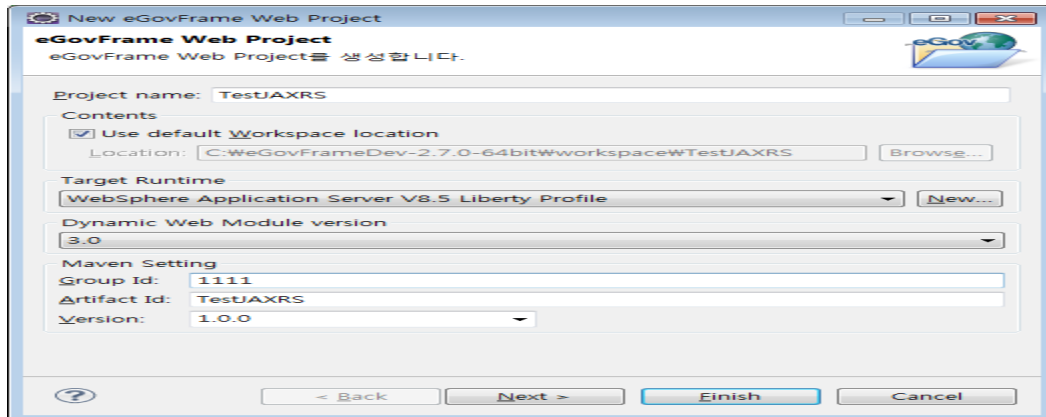 New eGovFrame Web Project
eGovFrame Web Project
eGovFrame Web Project를 생성합니다.
eGov
Project name: TestJAXRS
Contents
Use default Workspace location
Location: C:₩eGovFrameDev-2.7.0-64bit₩workspace₩TestJAXRS Browse...
Target Runtime
WebSphere Application Server V8.5 Liberty Profile New...
Dynamic Web Module version
3.0
Maven Setting
Group Id: 1111
Artifact Id: TestJAXRS
Version: 1.0.0
? < Back Next > Finish Cancel